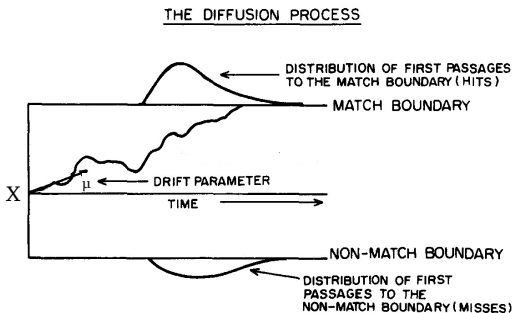 THE DIFFUSION PROCESS
DISTRIBUTION OF FIRST PASSAGES
TO THE MATCH BOUNDARY (HITS)
MATCH BOUNDARY
μ
DRIFT PARAMETER
X
TIME
NON-MATCH BOUNDARY
DISTRIBUTION OF FIRST
PASSAGES TO THE
NON-MATCH BOUNDARY (MISSES)